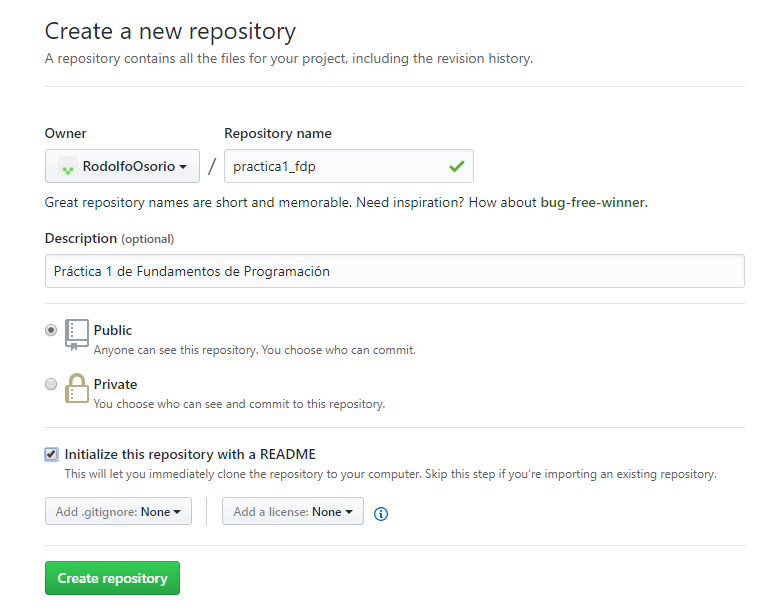 Create a new repository
A repository contains all the files for your project, including the revision history.
Owner
Repository name
RodolfoOsorio / practica1_fdp
Great repository names are short and memorable. Need inspiration? How about bug-free-winner.
Description (optional)
Práctica 1 de Fundamentos de Programación
Public
Anyone can see this repository. You choose who can commit.
Private
You choose who can see and commit to this repository.
Initialize this repository with a README
This will let you immediately clone the repository to your computer. Skip this step if you're importing an existing repository.
Add .gitignore: None
Add a license: None
Create repository